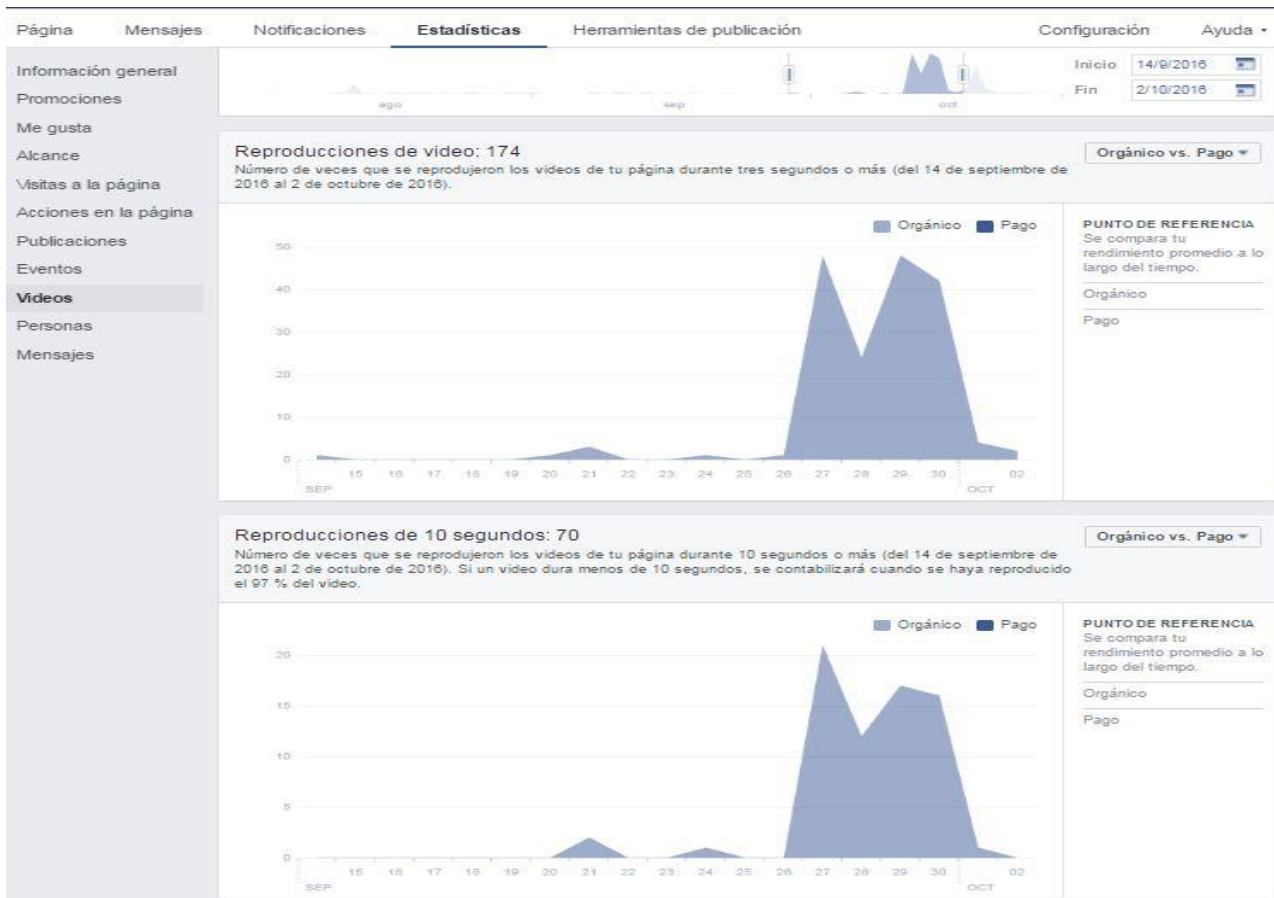 Página Mensajes Notificaciones Estadísticas Herramientas de publicación Configuración Ayuda
Información general
Promociones
Me gusta
Alcance
Visitas a la página
Acciones en la página
Publicaciones
Eventos
Videos
Personas
Mensajes
ago sep oct
Inicio 14/9/2016
Fin 2/10/2016
Reproducciones de video: 174
Número de veces que se reprodujeron los videos de tu página durante tres segundos o más (del 14 de septiembre de
2016 al 2 de octubre de 2016).
Orgánico vs. Pago
Orgánico Pago
50
40
30
20
10
0
15 16 17 18 19 20 21 22 23 24 25 26 27 28 29 30 02
SEP OCT
PUNTO DE REFERENCIA
Se compara tu
rendimiento promedio a lo
largo del tiempo.
Orgánico
Pago
Reproducciones de 10 segundos: 70
Número de veces que se reprodujeron los videos de tu página durante 10 segundos o más (del 14 de septiembre de
2016 al 2 de octubre de 2016). Si un video dura menos de 10 segundos, se contabilizará cuando se haya reproducido
el 97 % del video.
Orgánico vs. Pago
Orgánico Pago
20
15
10
5
0
15 16 17 18 19 20 21 22 23 24 25 26 27 28 29 30 02
SEP OCT
PUNTO DE REFERENCIA
Se compara tu
rendimiento promedio a lo
largo del tiempo.
Orgánico
Pago